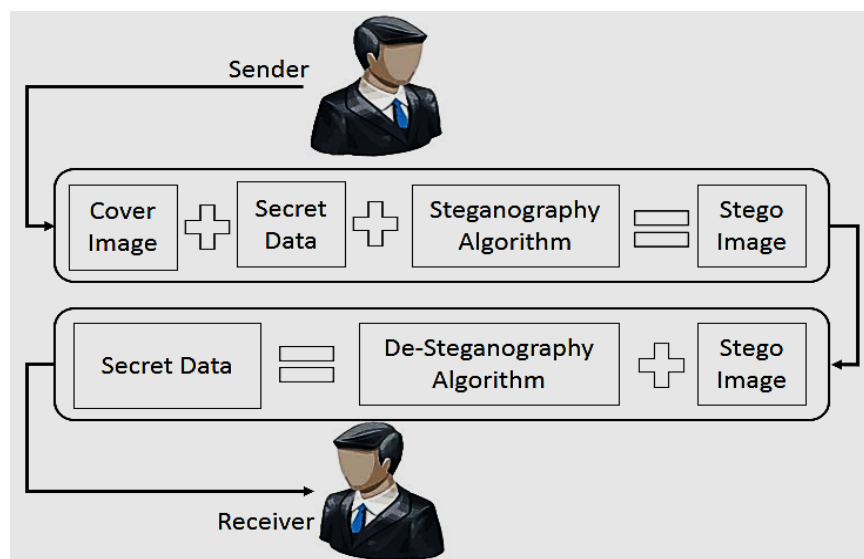 Sender
Cover
Image
Secret
Data
Steganography
Algorithm
Stego
Image
Secret Data
De-Steganography
Algorithm
Stego
Image
Receiver